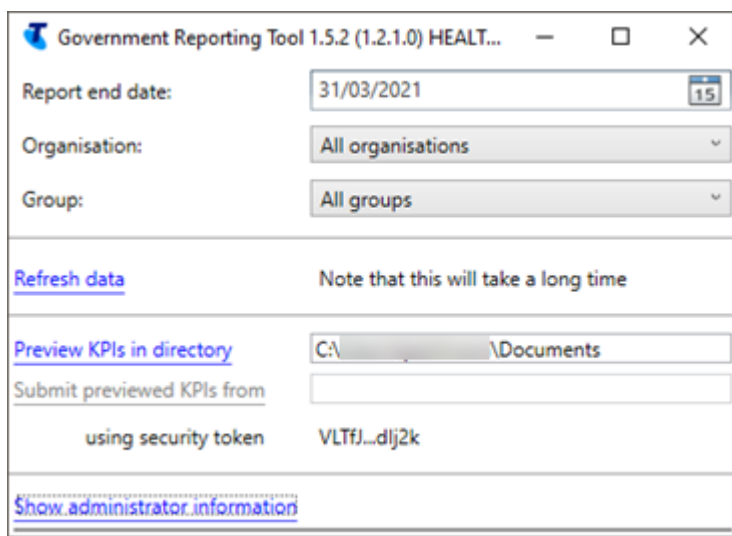 Government Reporting Tool 1.5.2 (1.2.1.0) HEALT...
Report end date: 31/03/2021 15
Organisation: All organisations
Group: All groups
Refresh data Note that this will take a long time
Preview KPIs in directory C:\ \Documents
Submit previewed KPIs from
using security token VLTfJ...dIj2k
Show administrator information